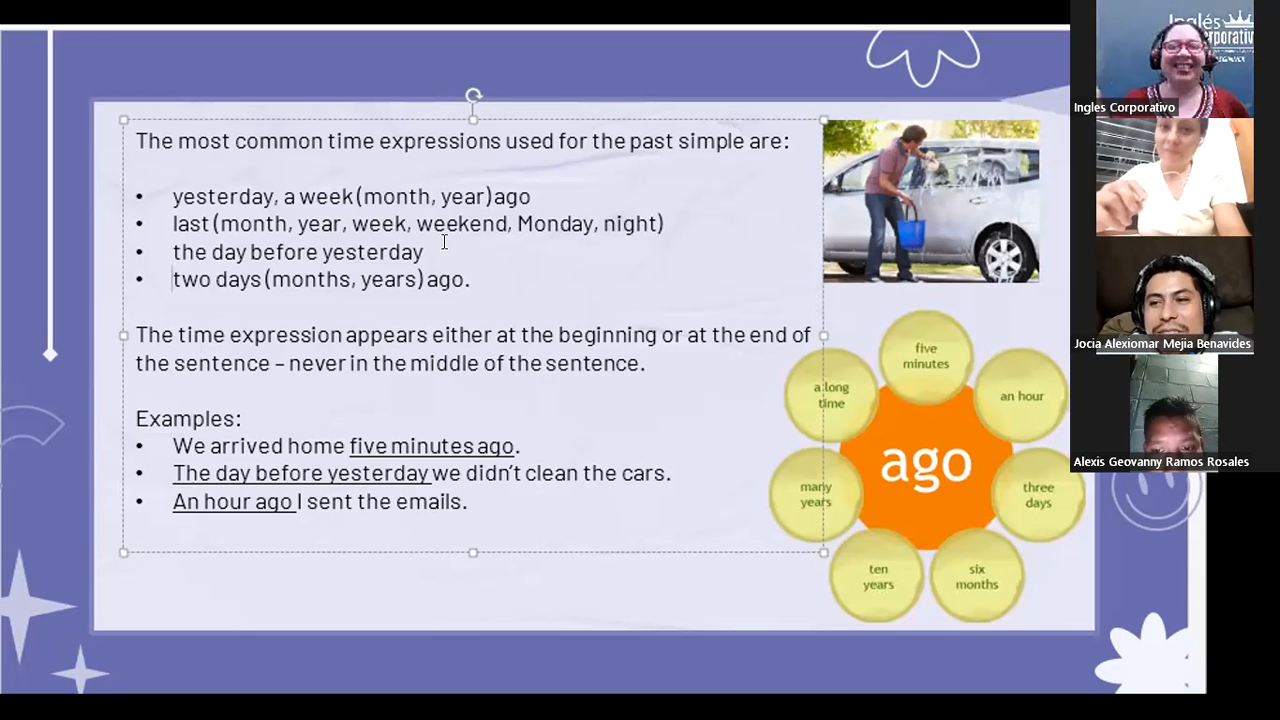 The most common time expressions used for the past simple are:
• yesterday, a week (month, year)ago
• last (month, year, week, weekend, Monday, night)
• the day before yesterday
• two days (months, years) ago.
The time expression appears either at the beginning or at the end of
the sentence – never in the middle of the sentence.
Examples:
• We arrived home five minutes ago.
• The day before yesterday we didn’t clean the cars.
• An hour ago I sent the emails.
five
minutes
a long
time
an hour
ago
many
years
three
days
ten
years
six
months
Inglés
Ingles Corporativo
Jocia Alexiomar Mejia Benavides
Alexis Geovanny Ramos Rosales